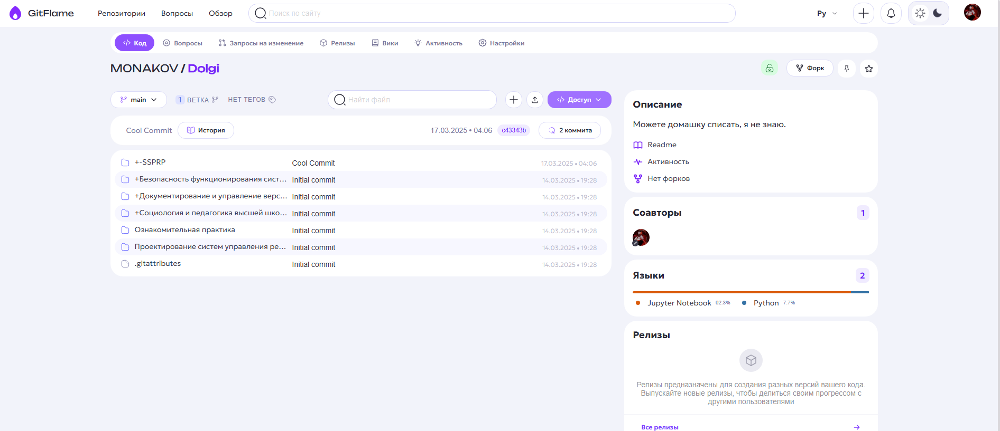 GitFlame
Репозитории Вопросы Обзор
Поиск по сайту
Ру
Код Вопросы Запросы на изменение Релизы Вики Активность Настройки
MONAKOV / Dolgi
Форк
main
1 ВЕТКА НЕТ ТЕГОВ
Найти файл
Доступ
Cool Commit История 17.03.2025 • 04:06 c43343b 2 коммита
+-SSPRP Cool Commit 17.03.2025 • 04:06
+Безопасность функционирования сист... Initial commit 14.03.2025 • 19:28
+Документирование и управление верс... Initial commit 14.03.2025 • 19:28
+Социология и педагогика высшей шко... Initial commit 14.03.2025 • 19:28
Ознакомительная практика Initial commit 14.03.2025 • 19:28
Проектирование систем управления ре... Initial commit 14.03.2025 • 19:28
.gitattributes Initial commit 14.03.2025 • 19:28
Описание
Можете домашку списать, я не знаю.
Readme
Активность
Нет форков
Соавторы 1
Языки 2
Jupyter Notebook 92.3% Python 7.7%
Релизы
Релизы предназначены для создания разных версий вашего кода.
Выпускайте новые релизы, чтобы делиться своим прогрессом с
другими пользователями
Все релизы